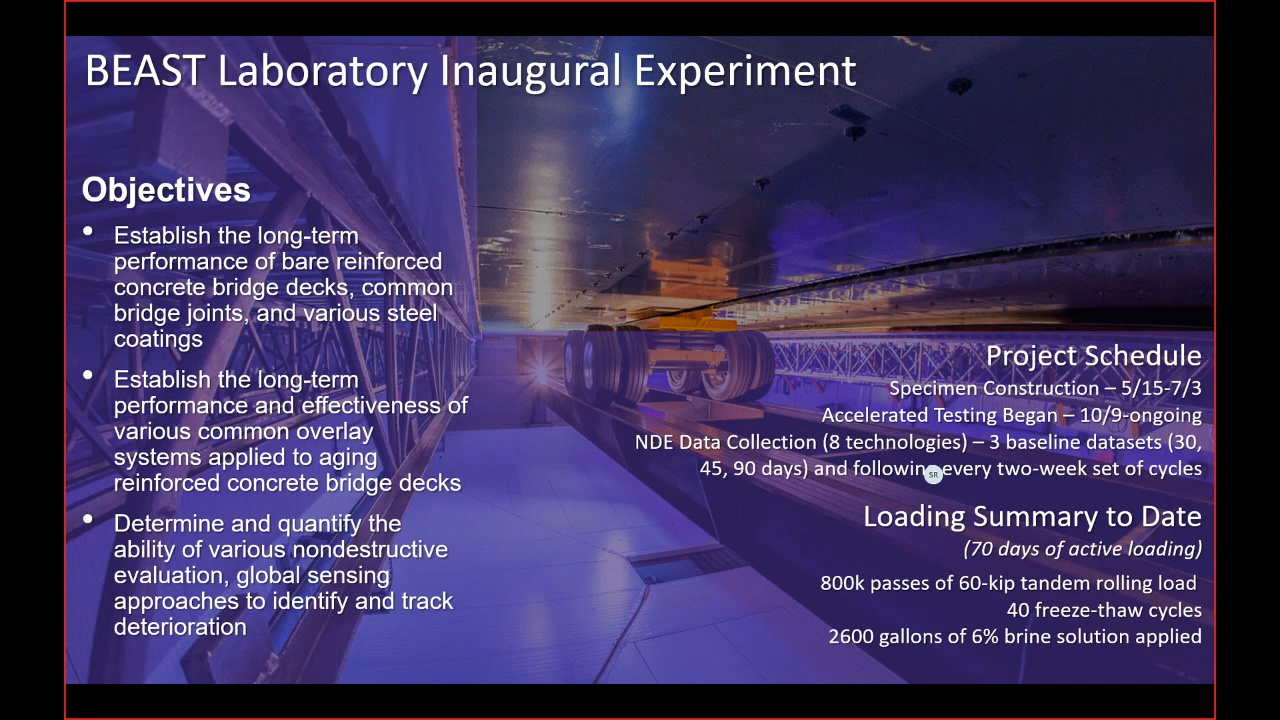 BEAST Laboratory Inaugural Experiment
Objectives
• Establish the long-term
performance of bare reinforced
concrete bridge decks, common
bridge joints, and various steel
coatings
• Establish the long-term
performance and effectiveness of
various common overlay
systems applied to aging
reinforced concrete bridge decks
• Determine and quantify the
ability of various nondestructive
evaluation, global sensing
approaches to identify and track
deterioration
Project Schedule
Specimen Construction – 5/15-7/3
Accelerated Testing Began – 10/9-ongoing
NDE Data Collection (8 technologies) – 3 baseline datasets (30,
45, 90 days) and following every two-week set of cycles
SR
Loading Summary to Date
(70 days of active loading)
800k passes of 60-kip tandem rolling load
40 freeze-thaw cycles
2600 gallons of 6% brine solution applied